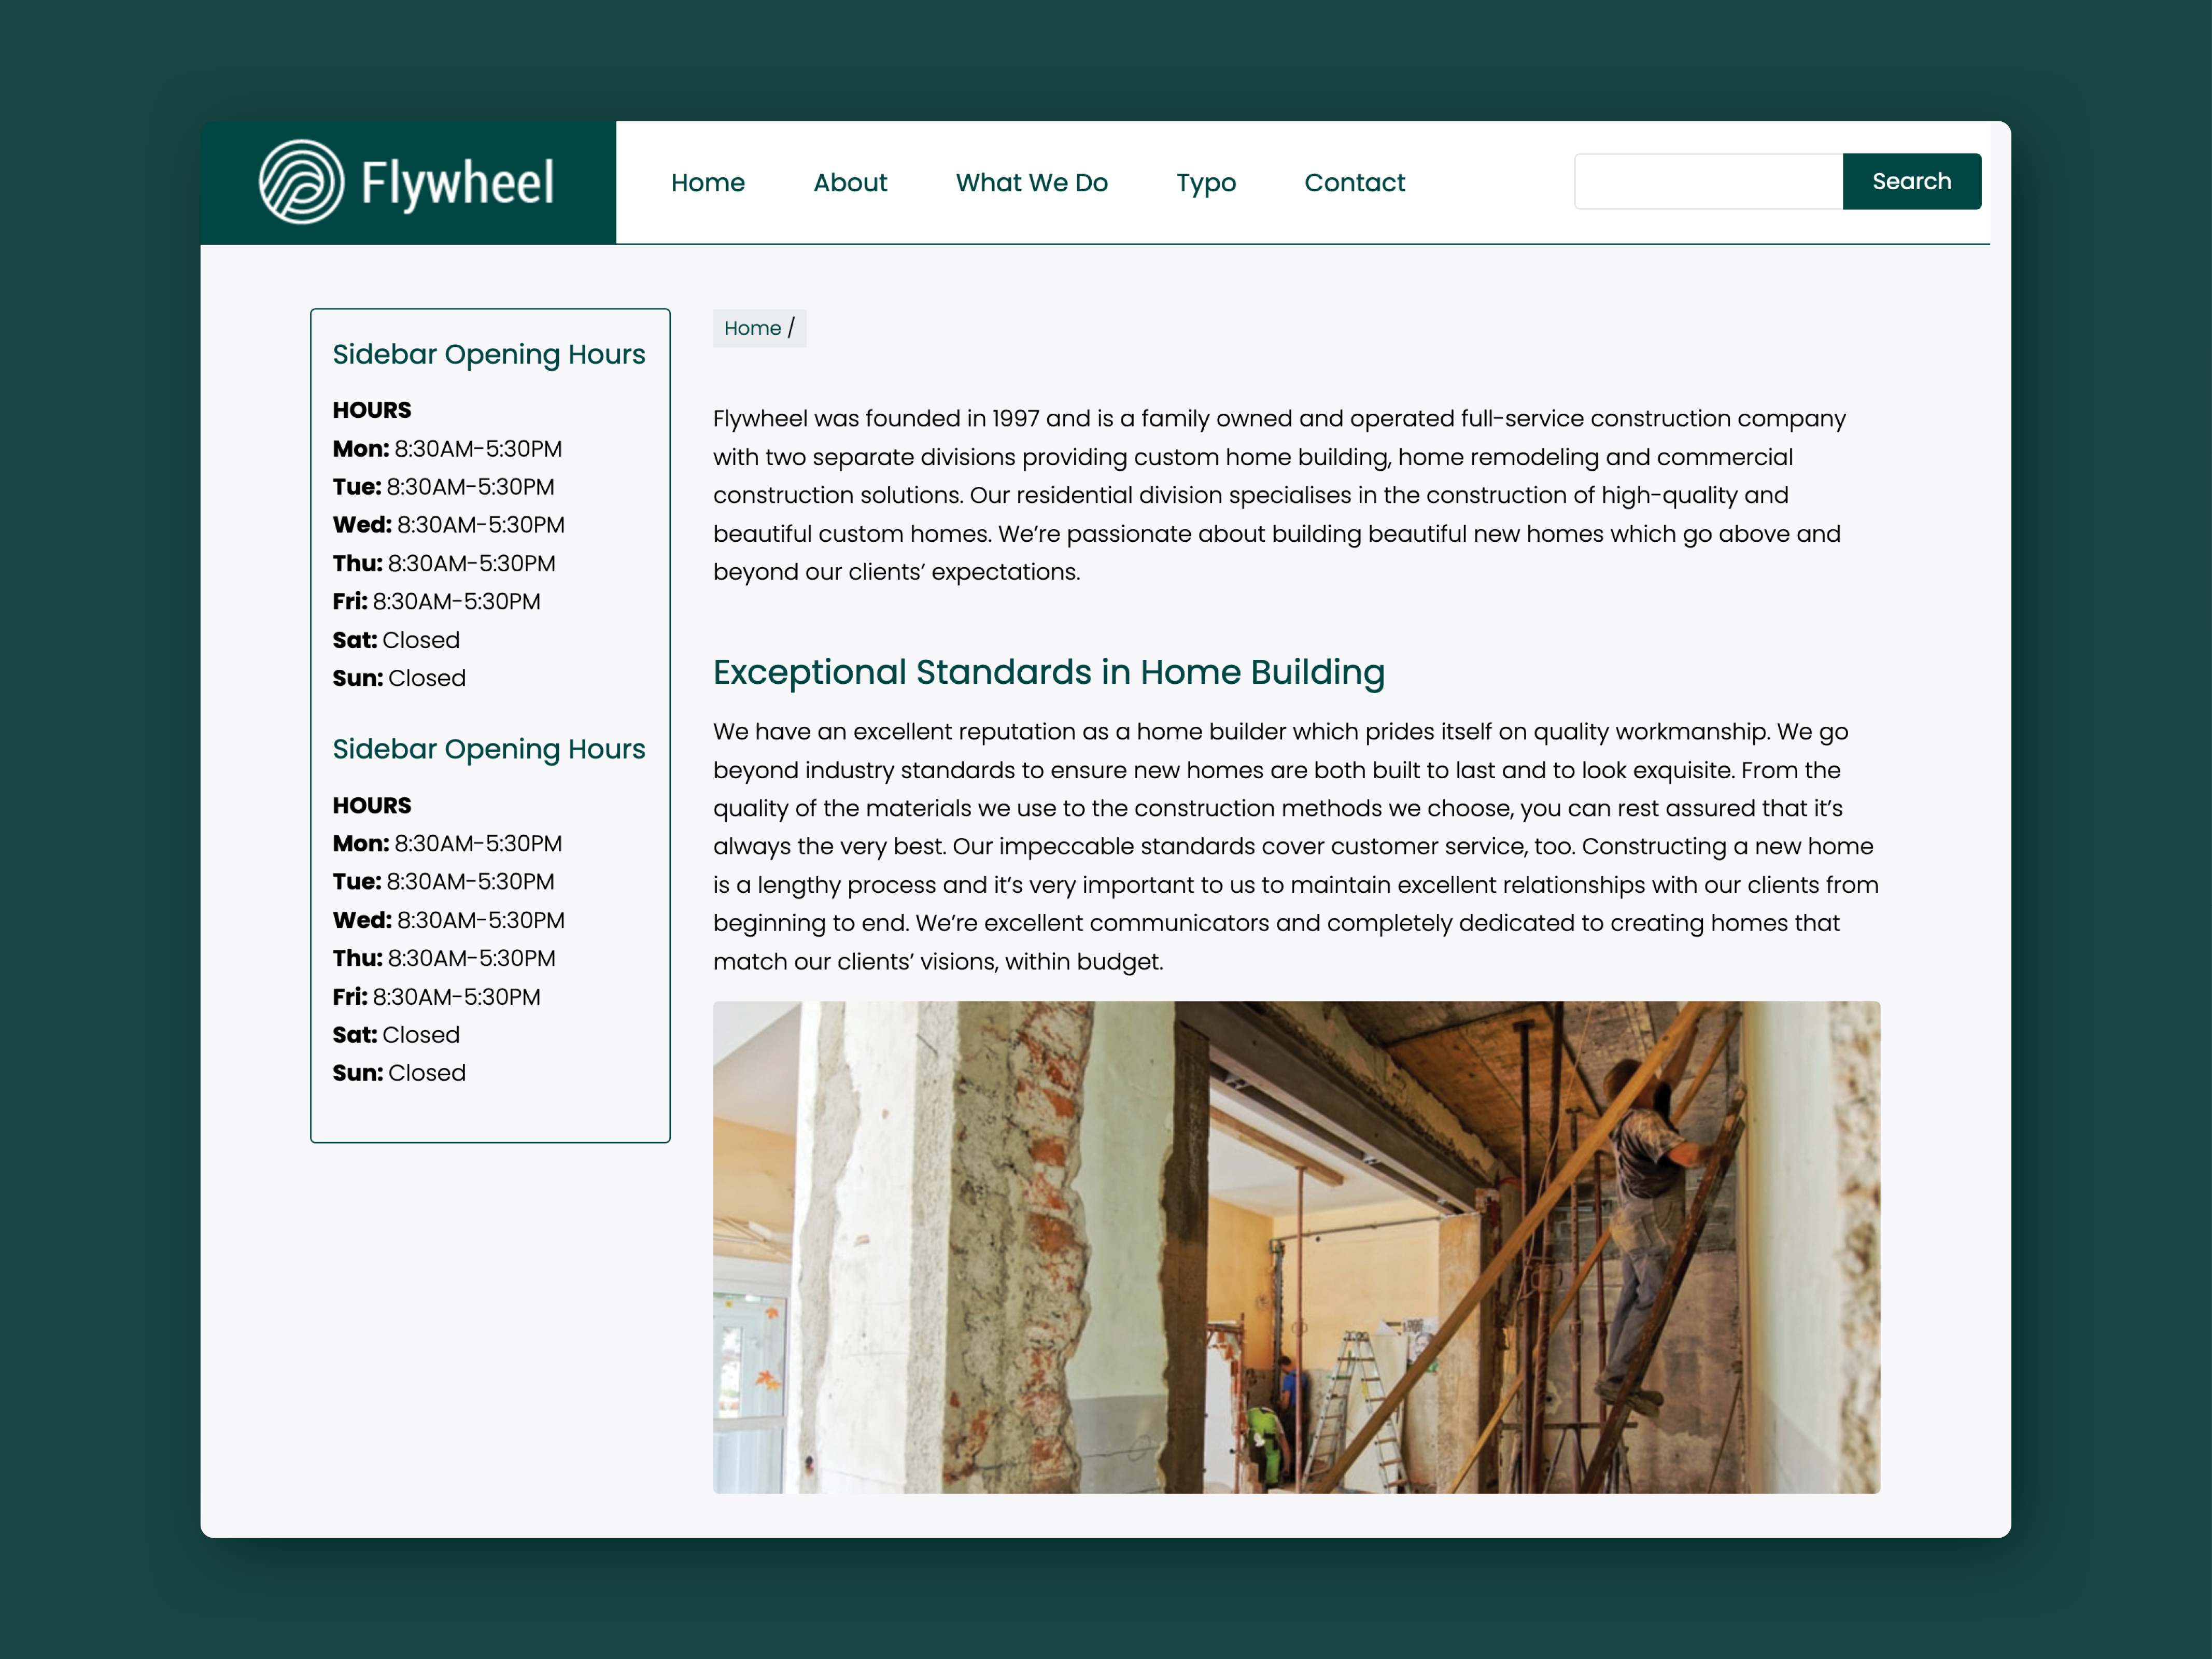 Flywheel
Home About What We Do Typo Contact Search
Sidebar Opening Hours
HOURS
Mon: 8:30AM-5:30PM
Tue: 8:30AM-5:30PM
Wed: 8:30AM-5:30PM
Thu: 8:30AM-5:30PM
Fri: 8:30AM-5:30PM
Sat: Closed
Sun: Closed
Sidebar Opening Hours
HOURS
Mon: 8:30AM-5:30PM
Tue: 8:30AM-5:30PM
Wed: 8:30AM-5:30PM
Thu: 8:30AM-5:30PM
Fri: 8:30AM-5:30PM
Sat: Closed
Sun: Closed
Home /
Flywheel was founded in 1997 and is a family owned and operated full-service construction company
with two separate divisions providing custom home building, home remodeling and commercial
construction solutions. Our residential division specialises in the construction of high-quality and
beautiful custom homes. We’re passionate about building beautiful new homes which go above and
beyond our clients’ expectations.
Exceptional Standards in Home Building
We have an excellent reputation as a home builder which prides itself on quality workmanship. We go
beyond industry standards to ensure new homes are both built to last and to look exquisite. From the
quality of the materials we use to the construction methods we choose, you can rest assured that it’s
always the very best. Our impeccable standards cover customer service, too. Constructing a new home
is a lengthy process and it’s very important to us to maintain excellent relationships with our clients from
beginning to end. We’re excellent communicators and completely dedicated to creating homes that
match our clients’ visions, within budget.